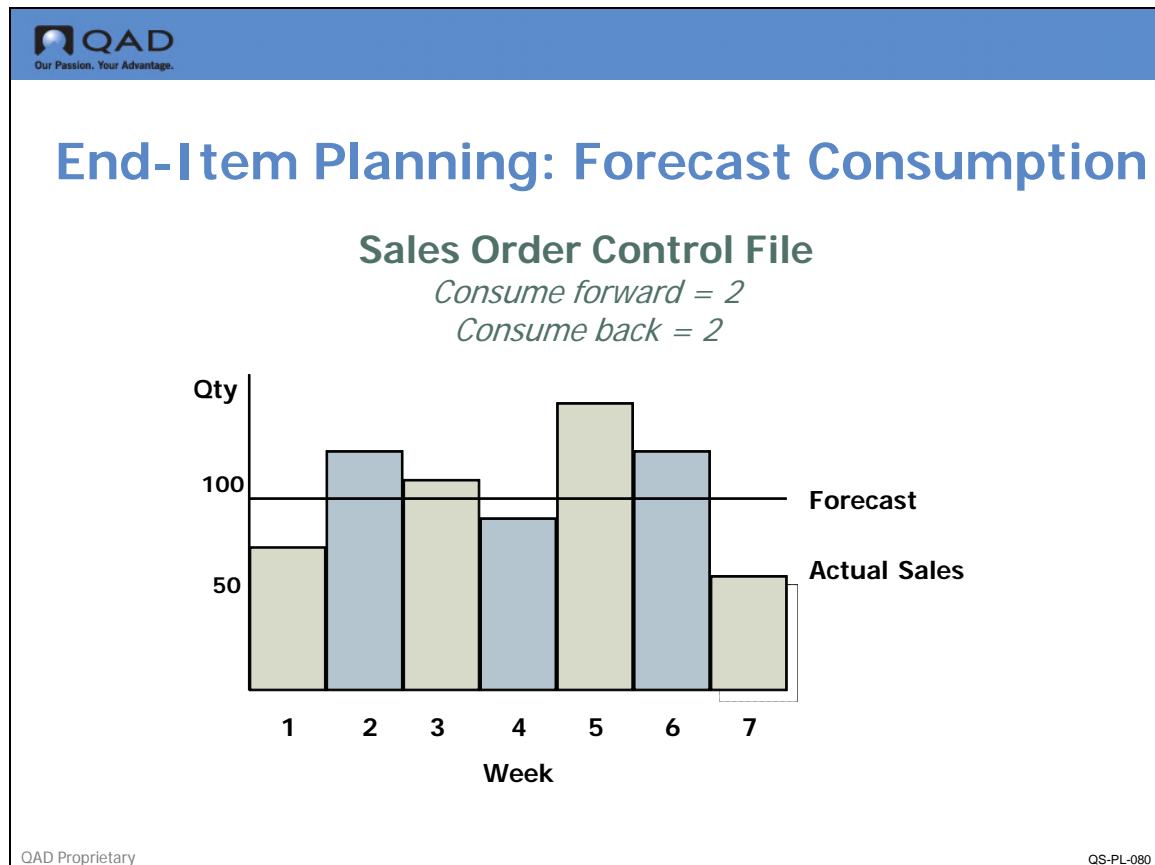 QAD
Our Passion. Your Advantage.
End-Item Planning: Forecast Consumption
Sales Order Control File
Consume forward = 2
Consume back = 2
Qty
100
Forecast
Actual Sales
50
1 2 3 4 5 6 7
Week
QAD Proprietary
QS-PL-080